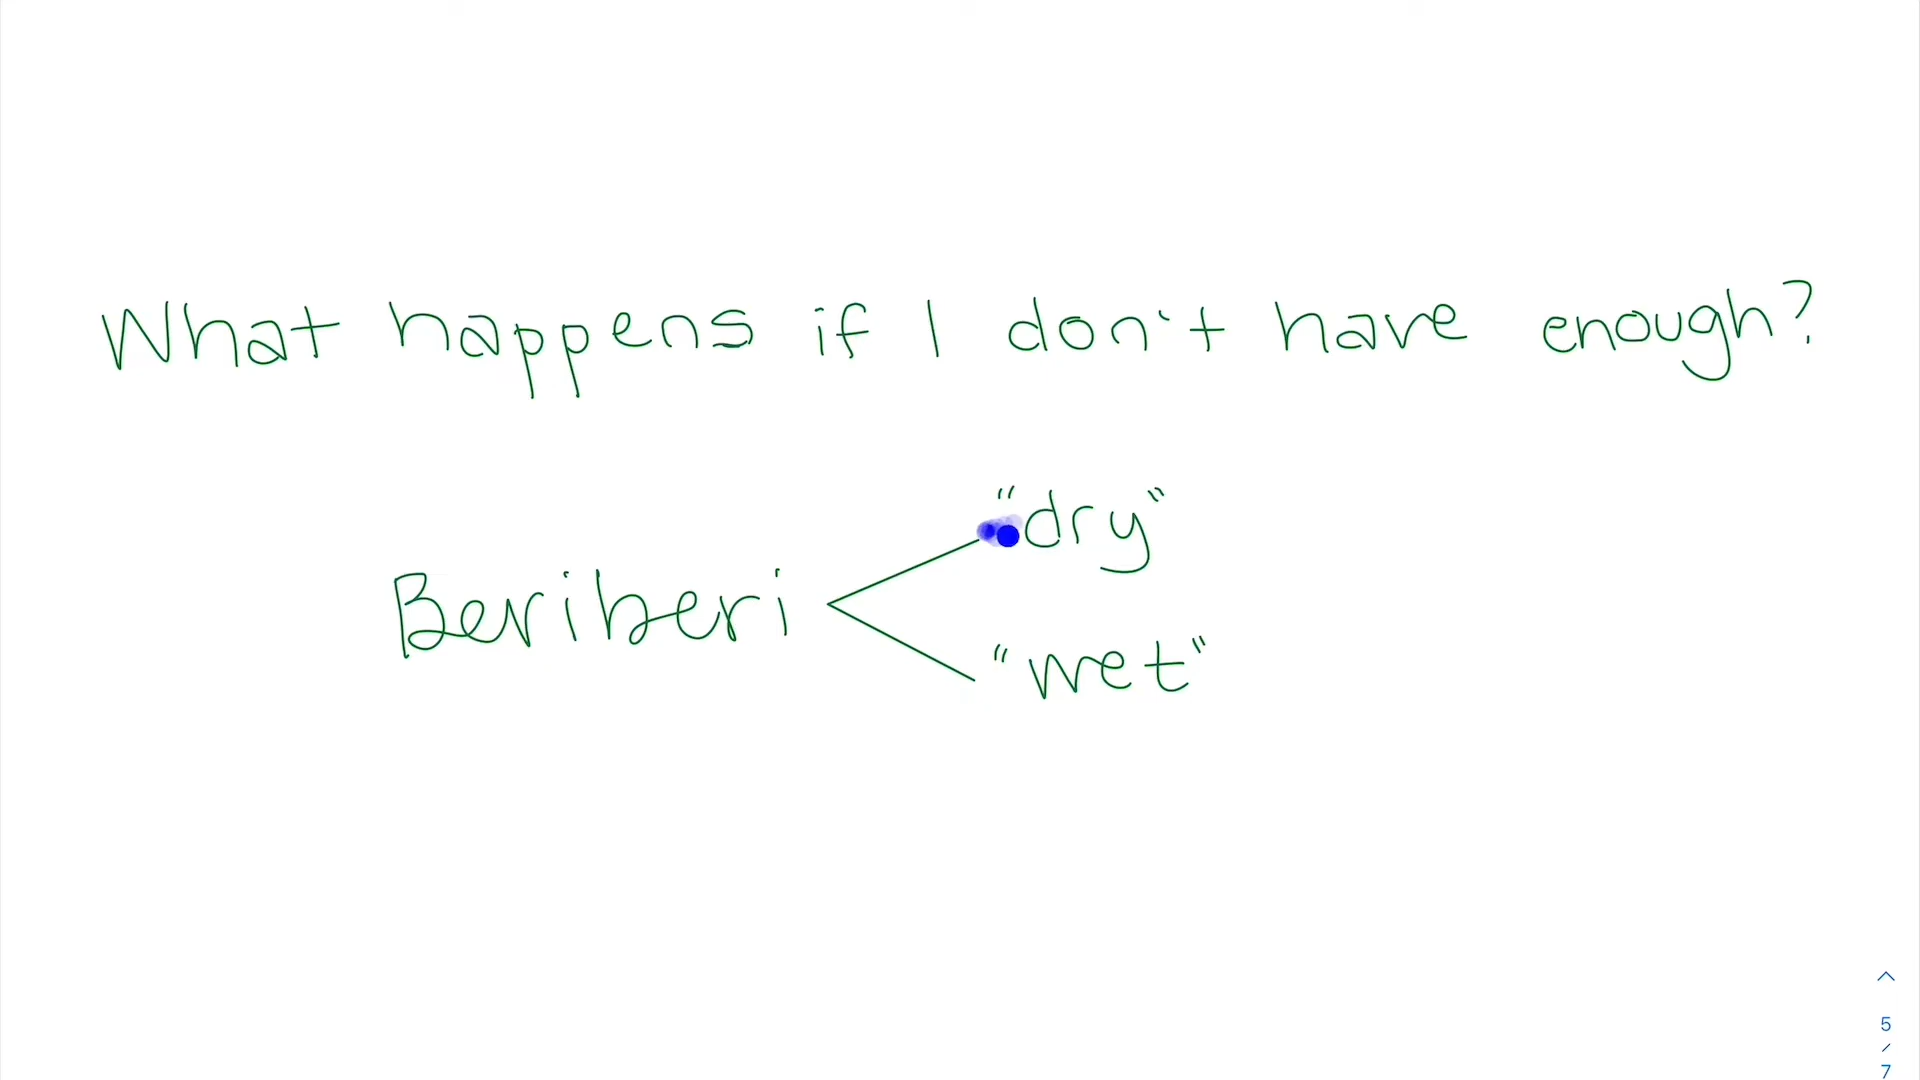 What happens if I don't have enough?
"dry"
Beriberi
"wet"
5
/
7